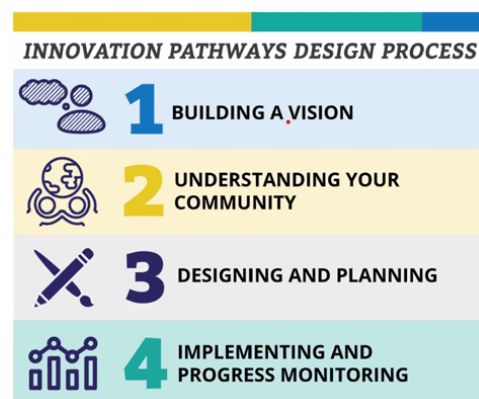 INNOVATION PATHWAYS DESIGN PROCESS
1 BUILDING A VISION
2 UNDERSTANDING YOUR
COMMUNITY
3 DESIGNING AND PLANNING
4 IMPLEMENTING AND
PROGRESS MONITORING